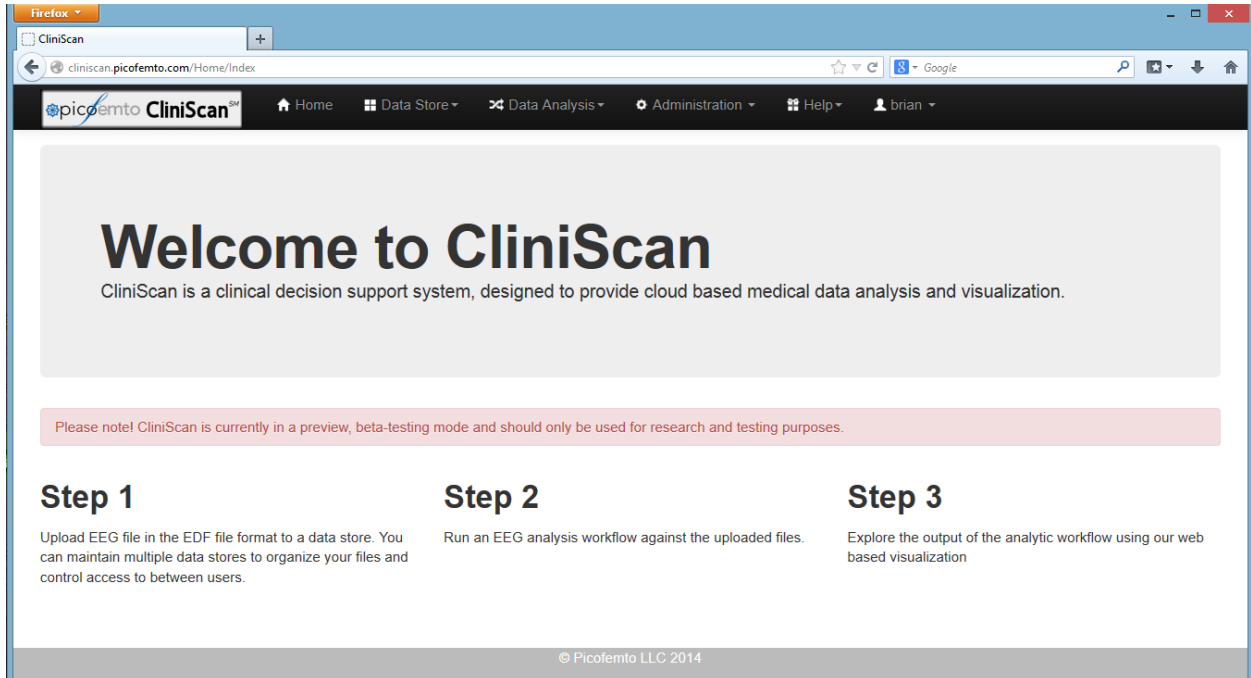 Firefox
CliniScan
+
cliniscan.picofemto.com/Home/Index
8 Google
picofemto CliniScan SM
Home Data Store Data Analysis Administration Help brian
Welcome to CliniScan
CliniScan is a clinical decision support system, designed to provide cloud based medical data analysis and visualization.
Please note! CliniScan is currently in a preview, beta-testing mode and should only be used for research and testing purposes.
Step 1
Upload EEG file in the EDF file format to a data store. You
can maintain multiple data stores to organize your files and
control access to between users.
Step 2
Run an EEG analysis workflow against the uploaded files.
Step 3
Explore the output of the analytic workflow using our web
based visualization
© Picofemto LLC 2014